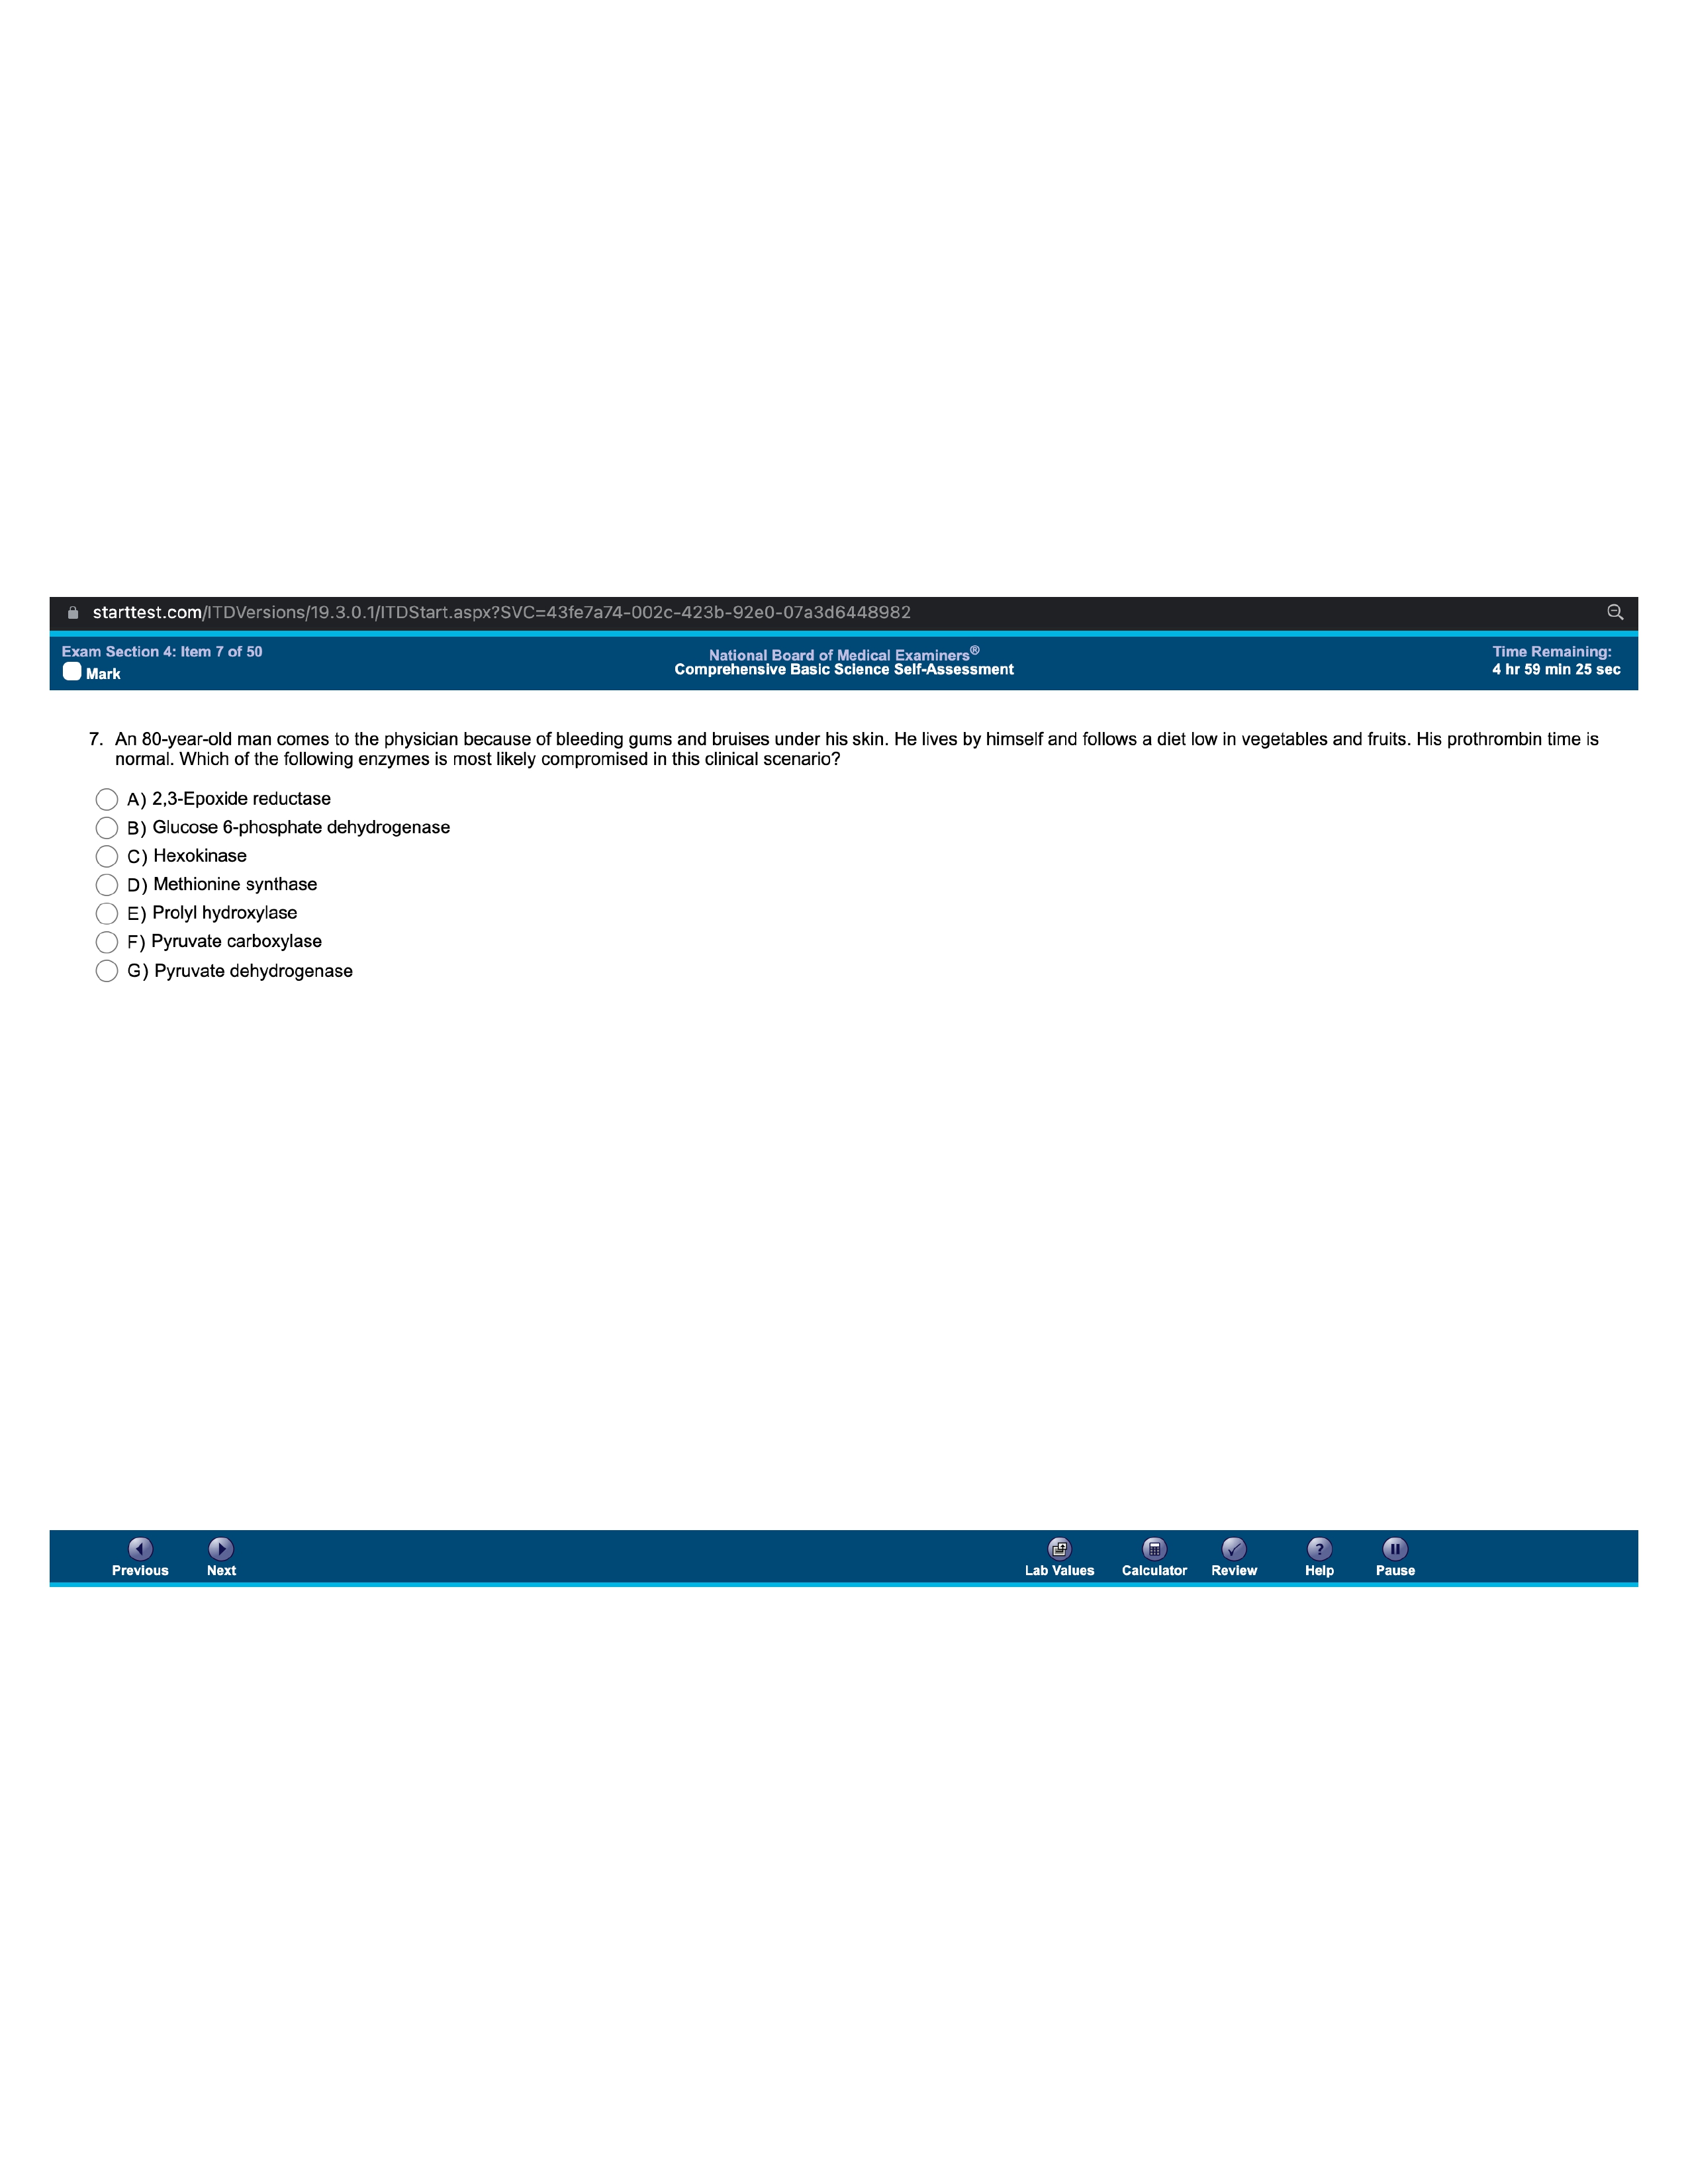 starttest.com/ITDVersions/19.3.0.1/ITDStart.aspx?SVC=43fe7a74-002c-423b-92e0-07a3d6448982
Exam Section 4: Item 7 of 50
Mark
National Board of Medical Examiners®
Comprehensive Basic Science Self-Assessment
Time Remaining:
4 hr 59 min 25 sec
7. An 80-year-old man comes to the physician because of bleeding gums and bruises under his skin. He lives by himself and follows a diet low in vegetables and fruits. His prothrombin time is
normal. Which of the following enzymes is most likely compromised in this clinical scenario?
A) 2,3-Epoxide reductase
B) Glucose 6-phosphate dehydrogenase
C) Hexokinase
D) Methionine synthase
E) Prolyl hydroxylase
F) Pyruvate carboxylase
G) Pyruvate dehydrogenase
Previous
Next
Lab Values
Calculator
Review
Help
Pause